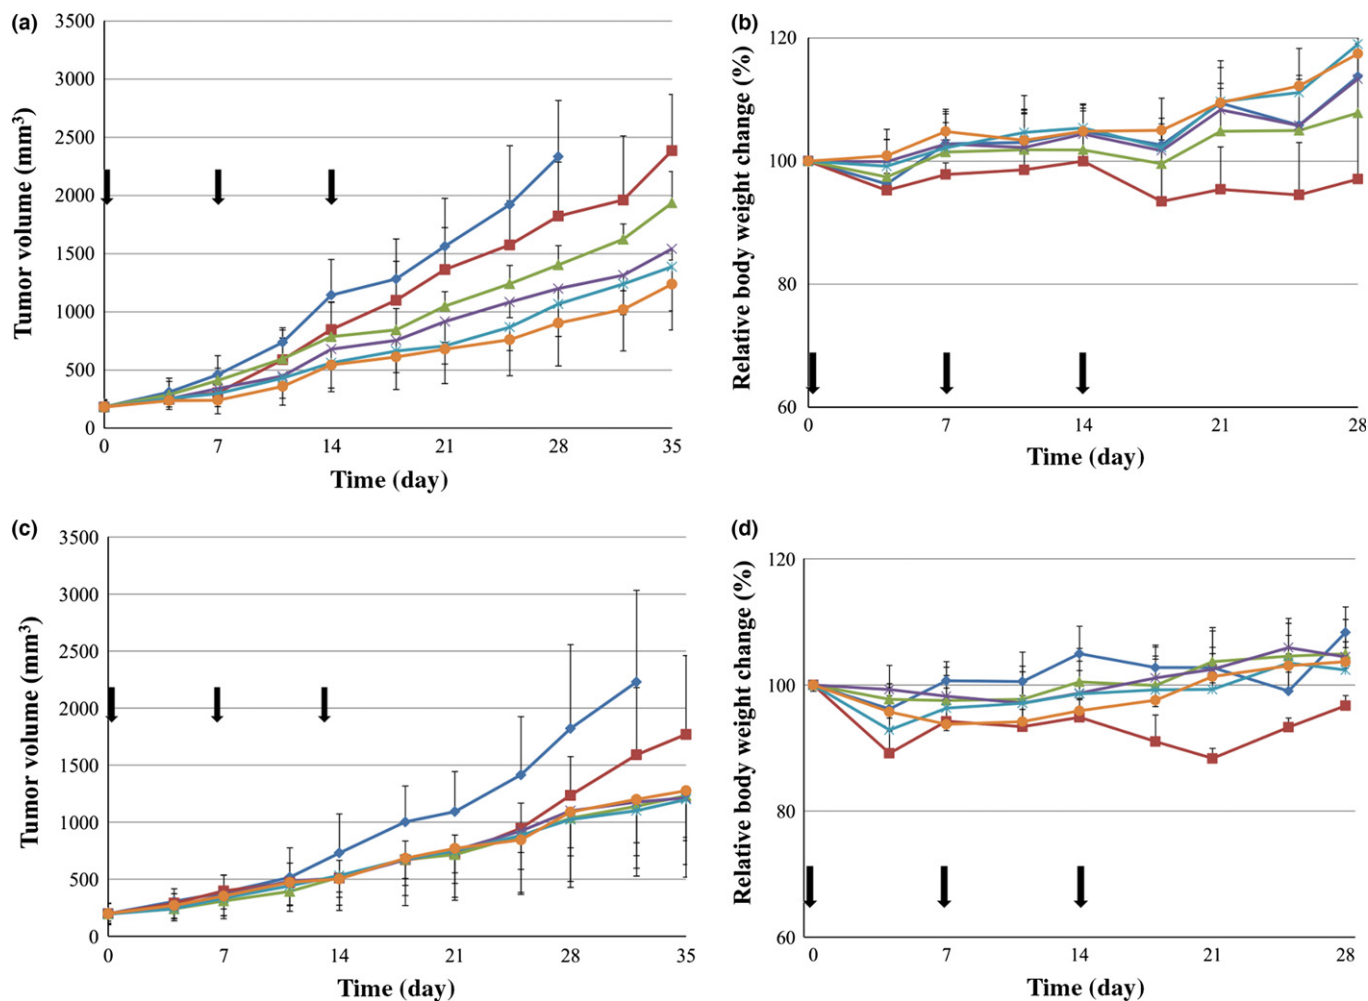 (a)
Tumor volume (mm³)
3500
3000
2500
2000
1500
1000
500
0
0 7 14 21 28 35
Time (day)
(b)
Relative body weight change (%)
120
100
80
60
0 7 14 21 28
Time (day)
(c)
Tumor volume (mm³)
3500
3000
2500
2000
1500
1000
500
0
0 7 14 21 28 35
Time (day)
(d)
Relative body weight change (%)
120
100
80
60
0 7 14 21 28
Time (day)